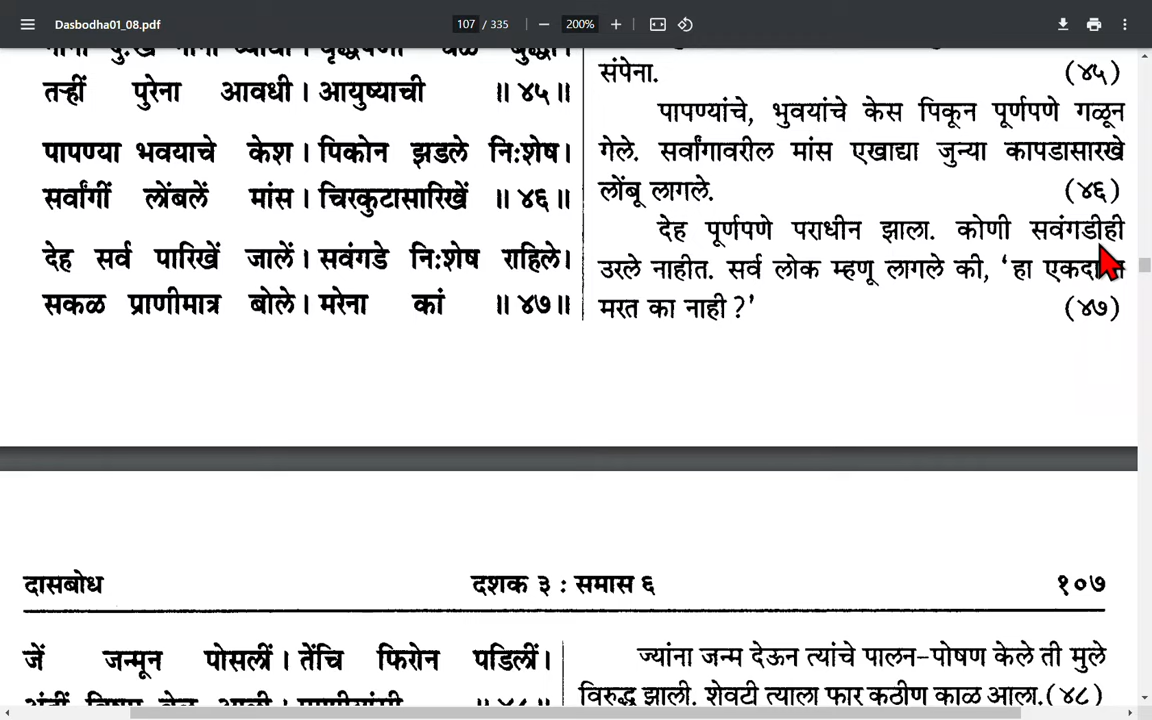 Dasbodha01_08.pdf
107 / 335
200%
तऱ्हीं पुरेना आवधी । आयुष्याची ॥ ४५॥
पापण्या भवयाचे केश । पिकोन झडले निःशेष ।
सर्वांगीं लोंबलें मांस । चिरकुटासारिखें ॥ ४६॥
देह सर्व पारिखें जालें । सवंगडे निःशेष राहिले ।
सकळ प्राणीमात्र बोले । मरेना कां ॥ ४७॥
संपेना. (४५)
पापण्यांचे, भुवयांचे केस पिकून पूर्णपणे गळून
गेले. सर्वांगावरील मांस एखाद्या जुन्या कापडासारखे
लोंबू लागले. (४६)
देह पूर्णपणे पराधीन झाला. कोणी सवंगडीही
उरले नाहीत. सर्व लोक म्हणू लागले की, ‘हा
मरत का नाही ?’ (४७)
दासबोध दशक ३ : समास ६ १०७
जें जन्मून पोसलीं । तेंचि फिरोन पडिलीं ।
ज्यांना जन्म देऊन त्यांचे पालन-पोषण केले ती मुले
विरुद्ध झाली. शेवटी त्याला फार कठीण काळ आला. (४८)